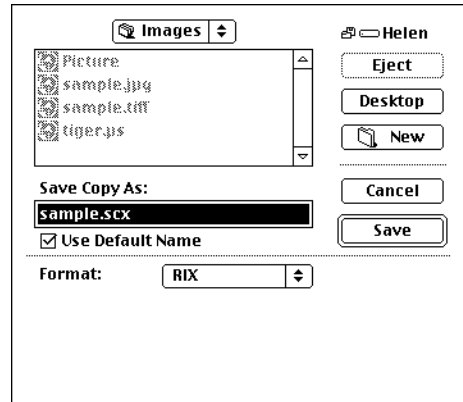 Images
Helen
Picture
sample.jpg
sample.tiff
tiger.ps
Eject
Desktop
New
Save Copy As:
sample.scx
Use Default Name
Cancel
Save
Format:
RIX